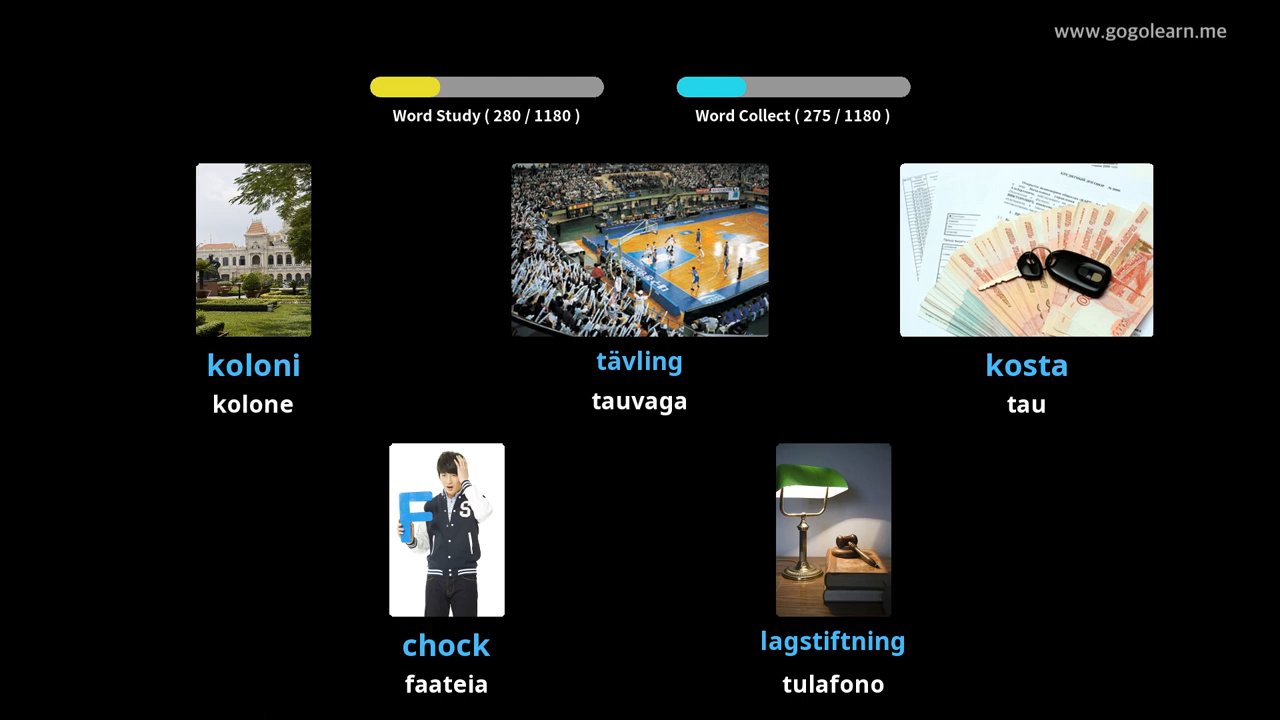 www.gogolearn.me
Word Study ( 280 / 1180 )
Word Collect ( 275 / 1180 )
koloni
kolone
tävling
tauvaga
kosta
tau
F
S
chock
faateia
lagstiftning
tulafono